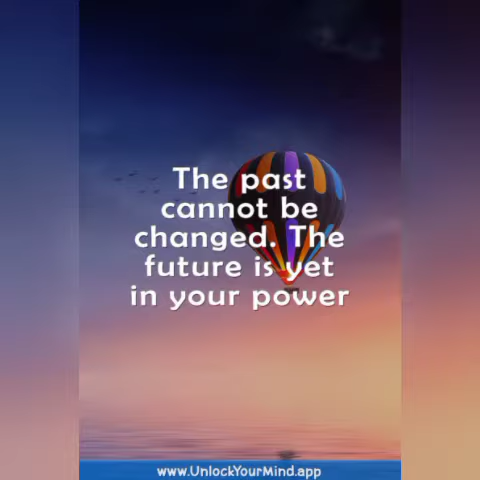 The past
cannot be
changed. The
future is yet
in your power
www.UnlockYourMind.app